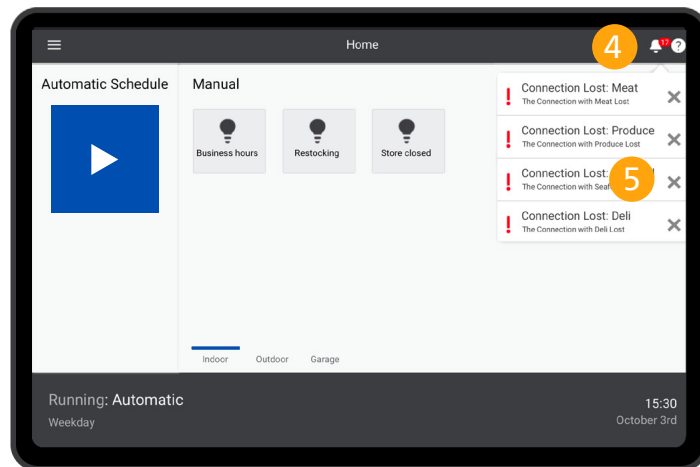 Home
4
17
?
Automatic Schedule
Manual
Business hours
Restocking
Store closed
Connection Lost: Meat
The Connection with Meat Lost
Connection Lost: Produce
The Connection with Produce Lost
Connection Lost:
The Connection with
5
Connection Lost: Deli
The Connection with Deli Lost
Indoor
Outdoor
Garage
Running: Automatic
Weekday
15:30
October 3rd